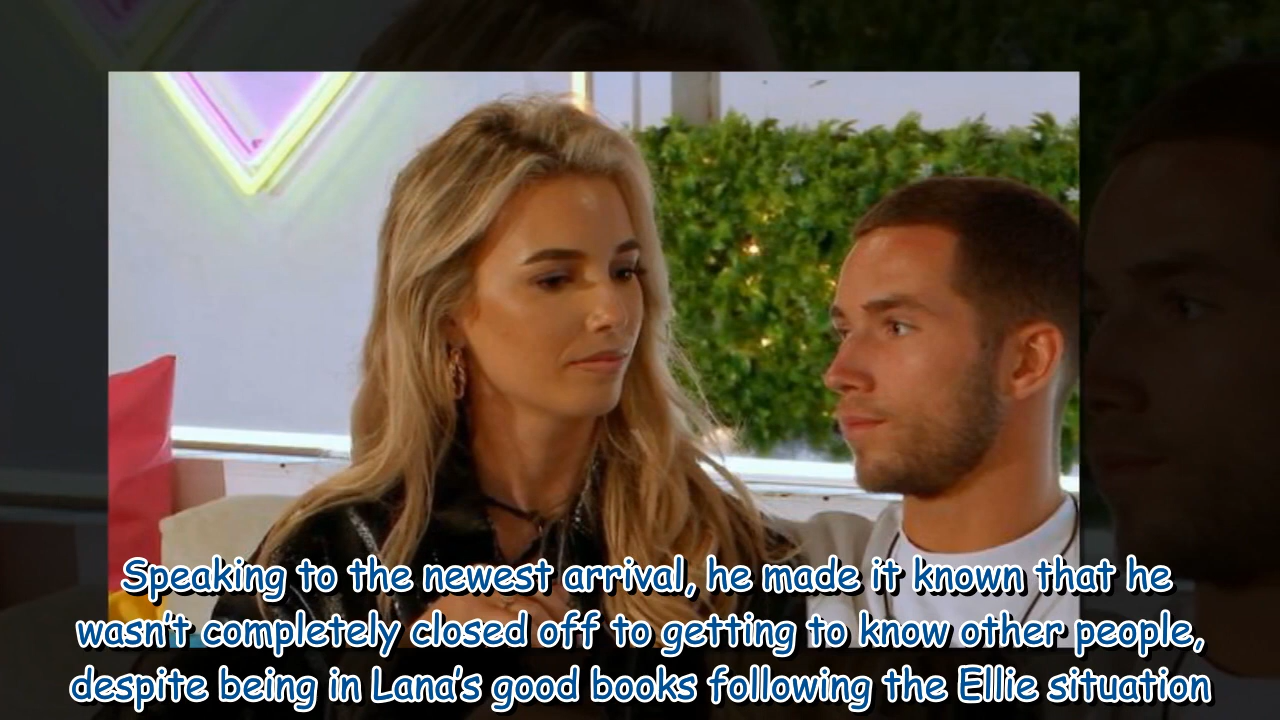 Speaking to the newest arrival, he made it known that he
wasn't completely closed off to getting to know other people,
despite being in Lana's good books following the Ellie situation